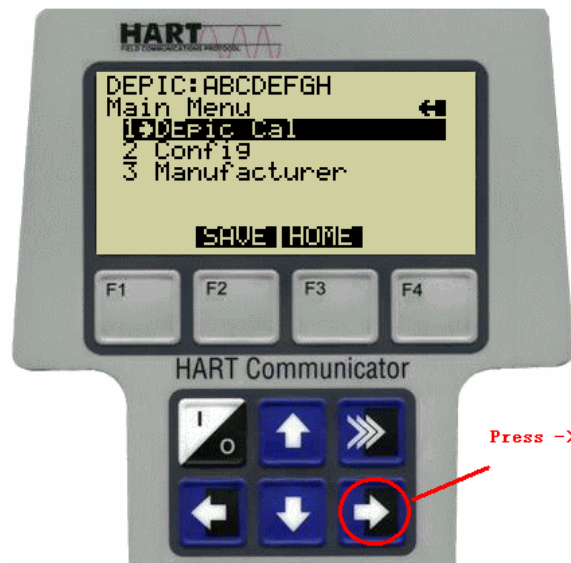 HART
FIELD COMMUNICATIONS PROTOCOL
DEPIC:ABCDEFGH
Main Menu
1→DEpic Cal
2 Config
3 Manufacturer
SAVE HOME
F1 F2 F3 F4
HART Communicator
I
O
Press ->